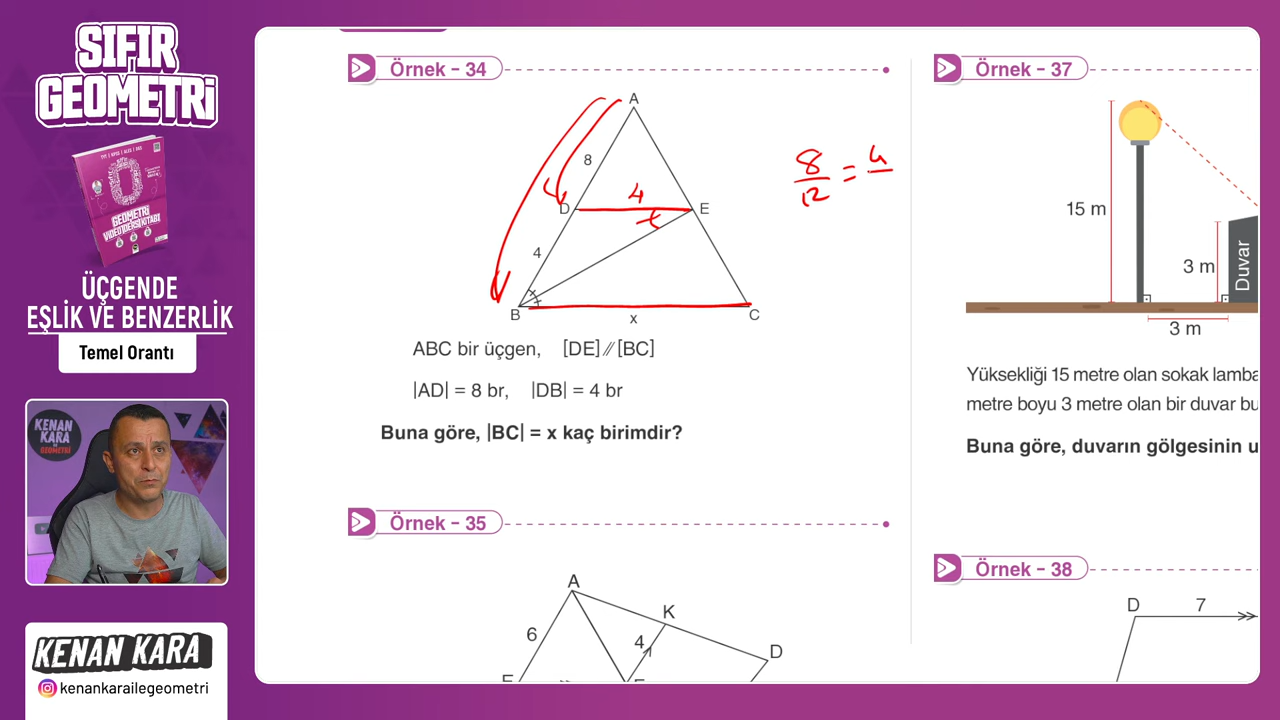 SIFIR
GEOMETRİ
GEOMETRİ
VİDEO DERS KİTABI
ÜÇGENDE
EŞLİK VE BENZERLİK
Temel Orantı
KENAN
KARA
GEOMETRİ
KENAN KARA
kenankarailegeometri
Örnek - 34
A
8
D
4
E
4
B
x
C
8/12 = 4
ABC bir üçgen, [DE] // [BC]
|AD| = 8 br, |DB| = 4 br
Buna göre, |BC| = x kaç birimdir?
Örnek - 35
A
6
K
4
D
Örnek - 37
15 m
3 m
Duvar
3 m
Yüksekliği 15 metre olan sokak lamba
metre boyu 3 metre olan bir duvar bu
Buna göre, duvarın gölgesinin u
Örnek - 38
D
7